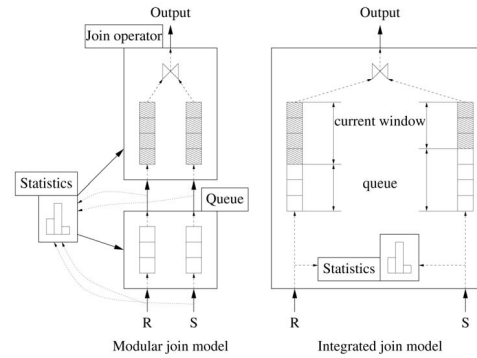 Output
Join operator
Statistics
Queue
R
S
Modular join model
Output
current window
queue
Statistics
R
S
Integrated join model